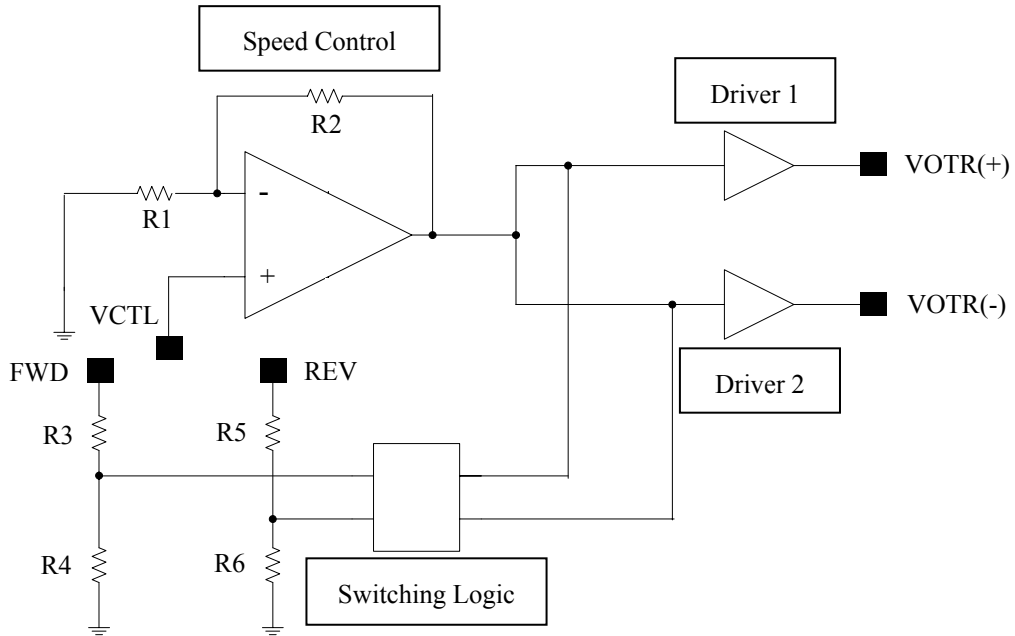 Speed Control
Driver 1
R2
VOTR(+)
-
R1
+
VCTL
VOTR(-)
FWD
REV
Driver 2
R3
R5
R4
R6
Switching Logic